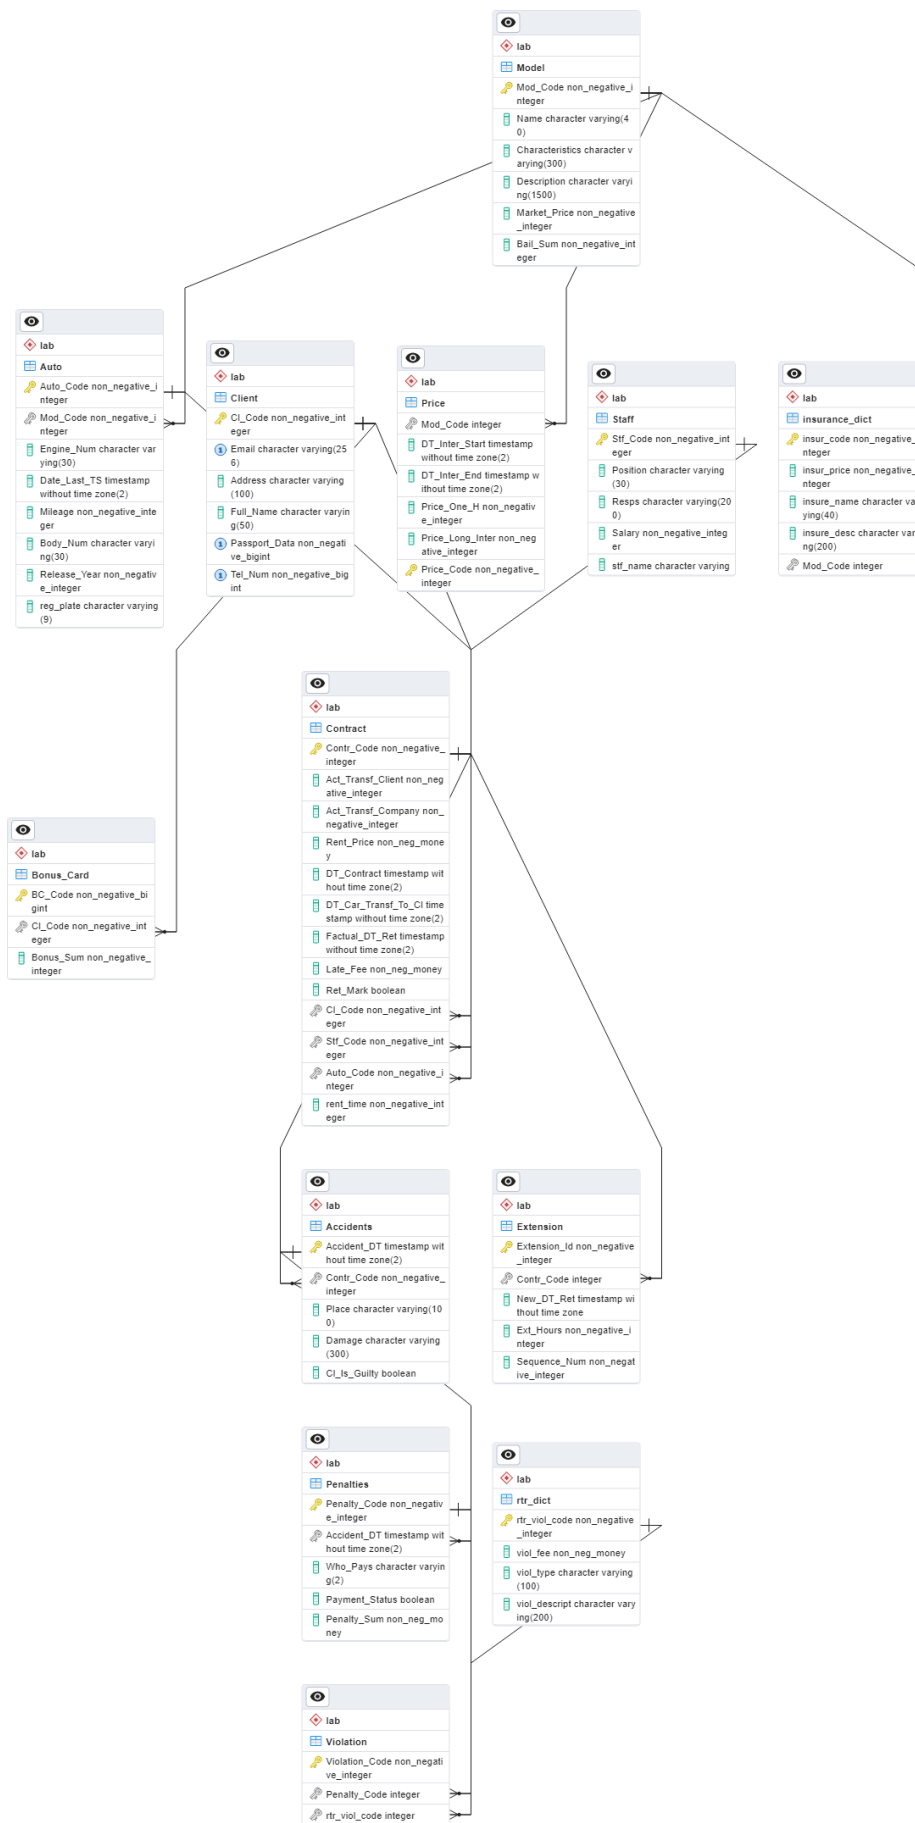 lab
Model
Mod_Code non_negative_i
nteger
Name character varying(4
0)
Characteristics character v
arying(300)
Description character varyi
ng(1500)
Market_Price non_negative
_integer
Bail_Sum non_negative_int
eger
lab
Auto
Auto_Code non_negative_i
nteger
Mod_Code non_negative_i
nteger
Engine_Num character var
ying(30)
Date_Last_TS timestamp
without time zone(2)
Mileage non_negative_inte
ger
Body_Num character varyi
ng(30)
Release_Year non_negativ
e_integer
reg_plate character varying
(9)
lab
Client
Cl_Code non_negative_int
eger
Email character varying(25
6)
Address character varying
(100)
Full_Name character varyin
g(50)
Passport_Data non_negati
ve_bigint
Tel_Num non_negative_big
int
lab
Price
Mod_Code integer
DT_Inter_Start timestamp
without time zone(2)
DT_Inter_End timestamp w
ithout time zone(2)
Price_One_H non_negativ
e_integer
Price_Long_Inter non_neg
ative_integer
Price_Code non_negative_
integer
lab
Staff
Stf_Code non_negative_int
eger
Position character varying
(30)
Resps character varying(20
0)
Salary non_negative_integ
er
stf_name character varying
lab
insurance_dict
insur_code non_negative_
nteger
insur_price non_negative_
nteger
insure_name character va
ying(40)
insure_desc character var
ng(200)
Mod_Code integer
lab
Contract
Contr_Code non_negative_
integer
Act_Transf_Client non_neg
ative_integer
Act_Transf_Company non_
negative_integer
Rent_Price non_neg_mone
y
DT_Contract timestamp wit
hout time zone(2)
DT_Car_Transf_To_Cl time
stamp without time zone(2)
Factual_DT_Ret timestamp
without time zone(2)
Late_Fee non_neg_money
Ret_Mark boolean
Cl_Code non_negative_int
eger
Stf_Code non_negative_int
eger
Auto_Code non_negative_i
nteger
rent_time non_negative_int
eger
lab
Bonus_Card
BC_Code non_negative_bi
gint
Cl_Code non_negative_int
eger
Bonus_Sum non_negative_
integer
lab
Accidents
Accident_DT timestamp wit
hout time zone(2)
Contr_Code non_negative_
integer
Place character varying(10
0)
Damage character varying
(300)
Cl_Is_Guilty boolean
lab
Extension
Extension_Id non_negative
_integer
Contr_Code integer
New_DT_Ret timestamp wi
thout time zone
Ext_Hours non_negative_i
nteger
Sequence_Num non_negat
ive_integer
lab
Penalties
Penalty_Code non_negativ
e_integer
Accident_DT timestamp wit
hout time zone(2)
Who_Pays character varyin
g(2)
Payment_Status boolean
Penalty_Sum non_neg_mo
ney
lab
rtr_dict
rtr_viol_code non_negative
_integer
viol_fee non_neg_money
viol_type character varying
(100)
viol_descript character vary
ing(200)
lab
Violation
Violation_Code non_negati
ve_integer
Penalty_Code integer
rtr_viol_code integer